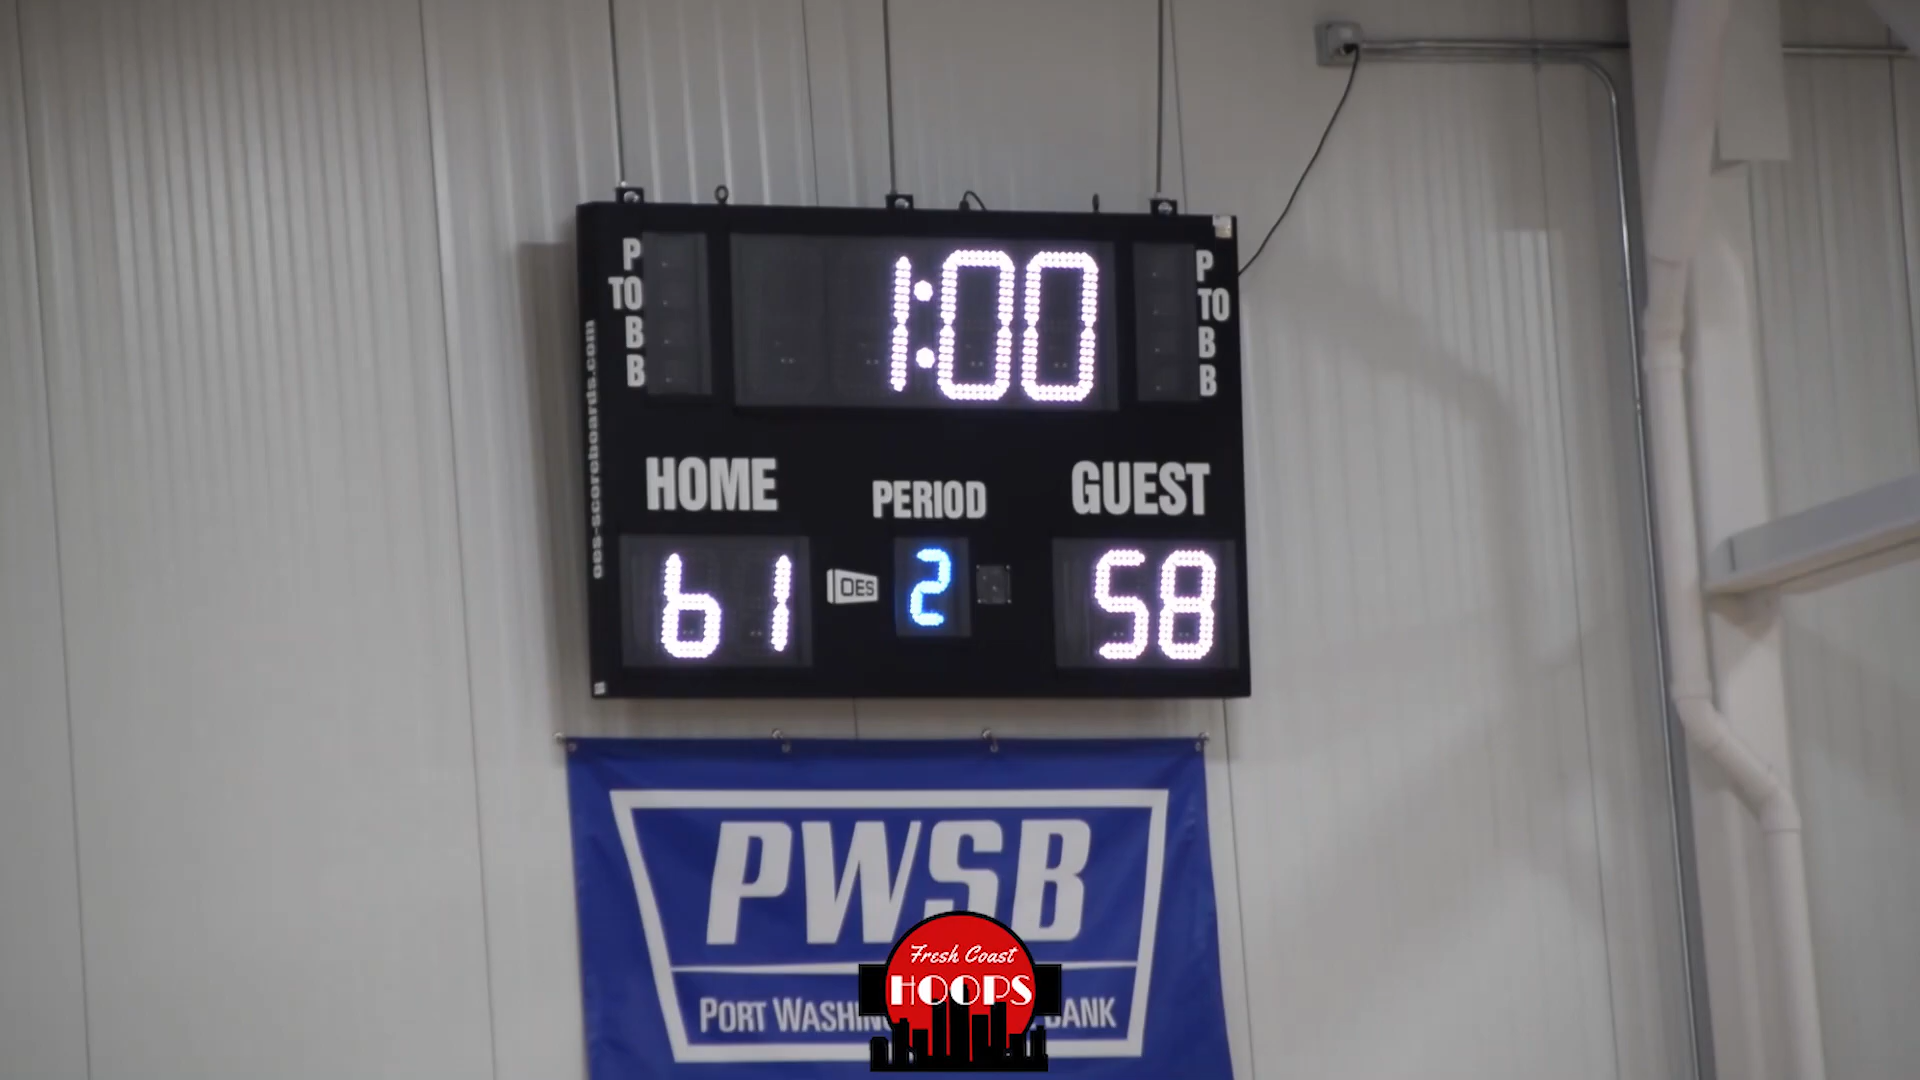 P
TO
B
B
1:00
P
TO
B
B
oes-scoreboards.com
HOME
PERIOD
GUEST
61
OES
2
58
PWSB
PORT WASHIN
BANK
Fresh Coast
HOOPS